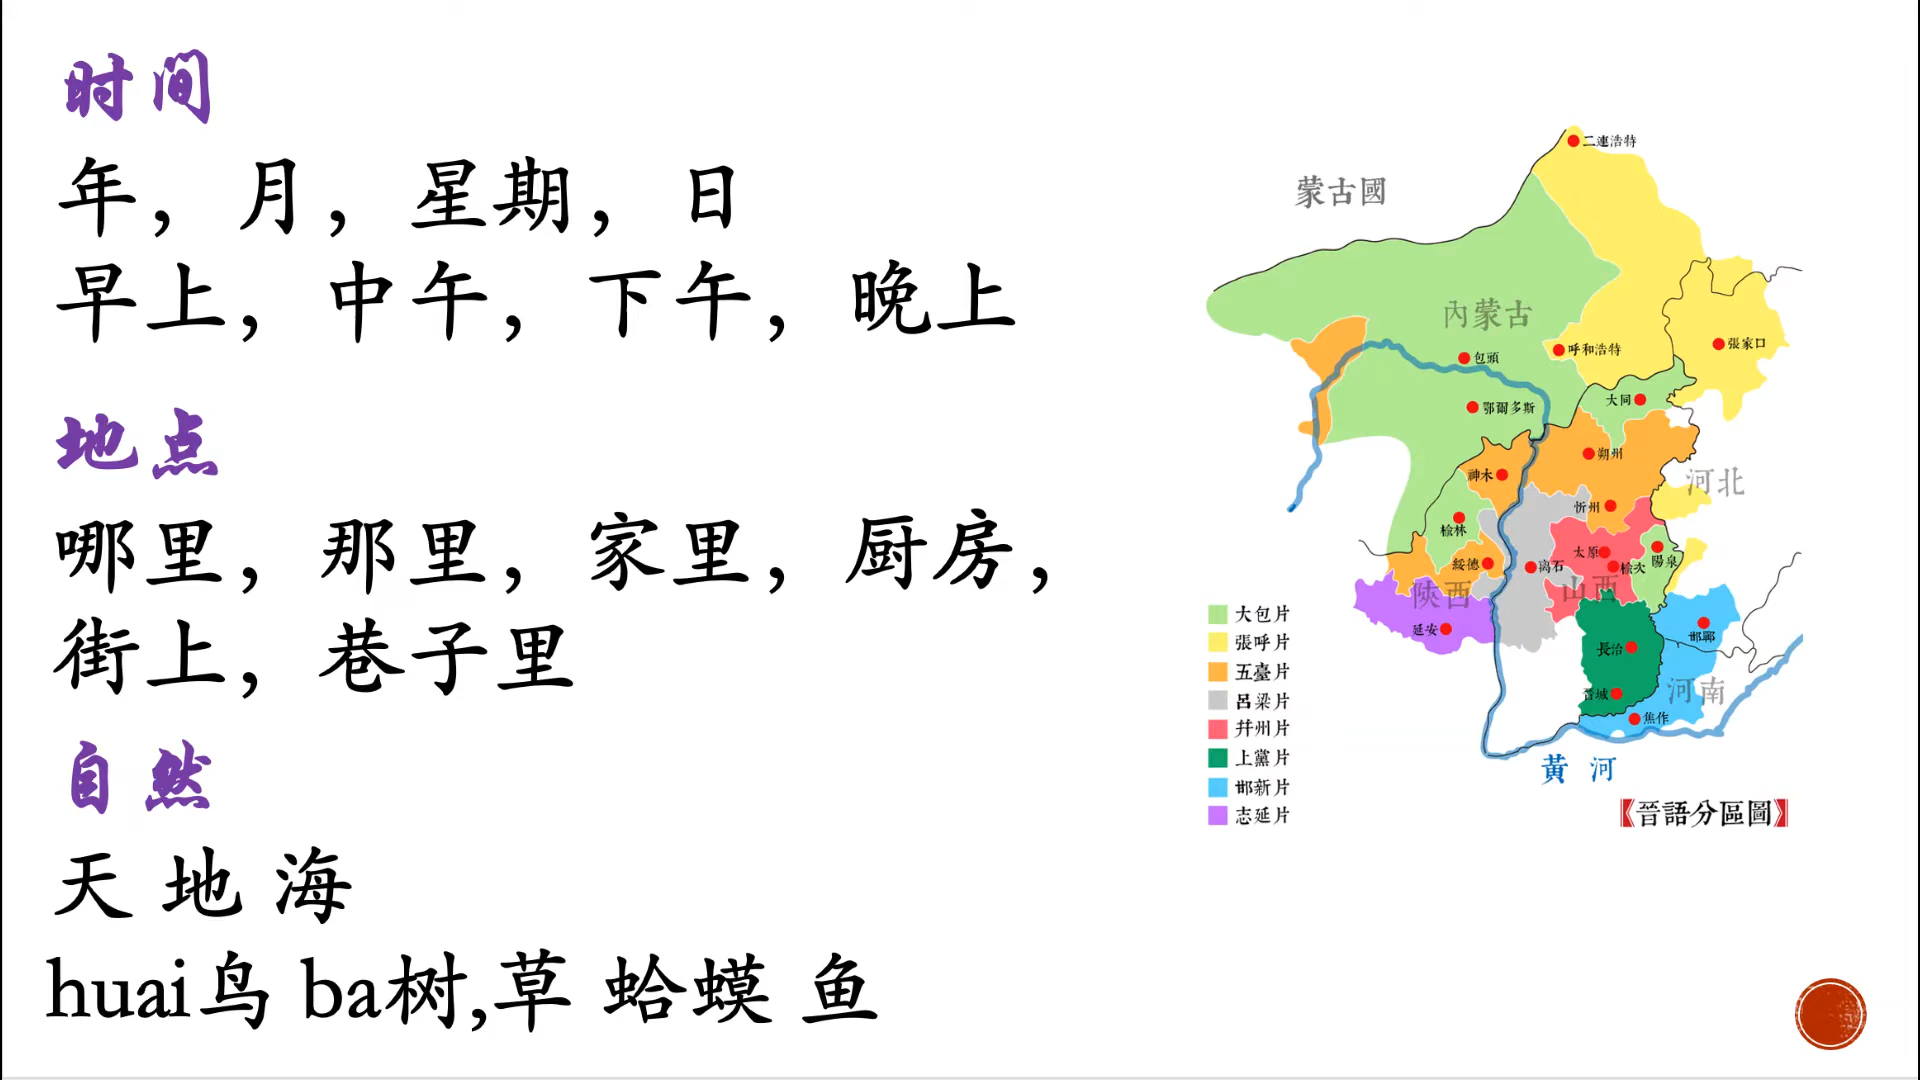 时间
年，月，星期，日
早上，中午，下午，晚上
地点
哪里，那里，家里，厨房，
街上，巷子里
自然
天 地 海
huai鸟 ba树,草 蛤蟆 鱼
二連浩特
蒙古國
內蒙古
呼和浩特
張家口
包頭
大同
鄂爾多斯
朔州
神木
河北
忻州
榆林
太原
陽泉
綏德
离石
榆次
陝西
山西
延安
邯鄲
長治
晉城
河南
焦作
黃 河
大包片
張呼片
五臺片
呂梁片
幷州片
上黨片
邯新片
志延片
【晉語分區圖】